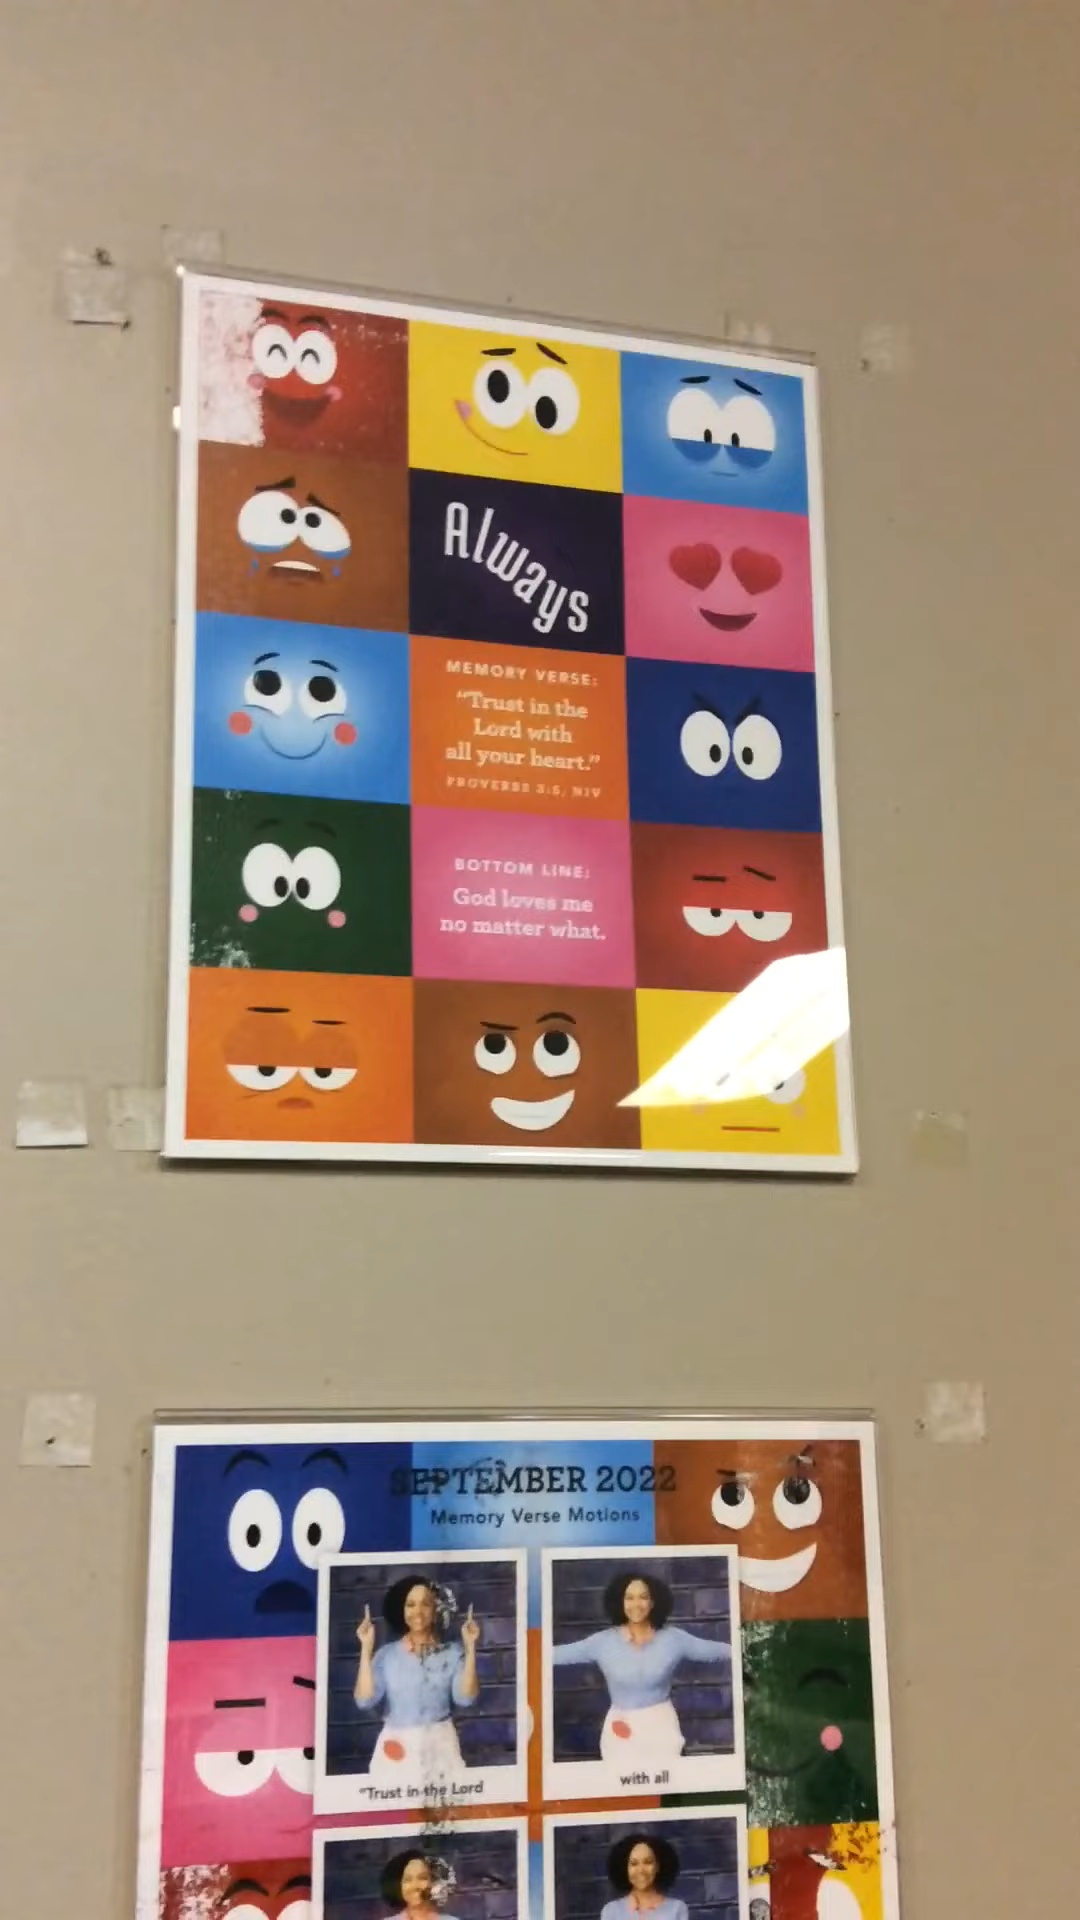 Always
MEMORY VERSE:
“Trust in the
Lord with
all your heart.”
PROVERBS 3:5, NIV
BOTTOM LINE:
God loves me
no matter what.
SEPTEMBER 2022
Memory Verse Motions
“Trust in the Lord
with all